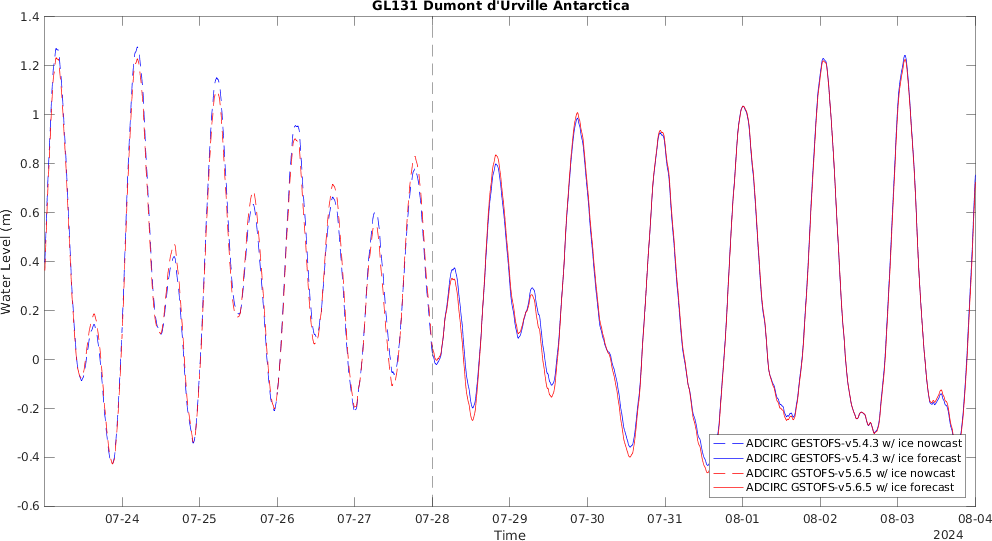 GL131 Dumont d'Urville Antarctica
1.4
1.2
1
0.8
0.6
0.4
0.2
0
-0.2
-0.4
-0.6
Water Level (m)
ADCIRC GESTOFS-v5.4.3 w/ ice nowcast
ADCIRC GESTOFS-v5.4.3 w/ ice forecast
ADCIRC GSTOFS-v5.6.5 w/ ice nowcast
ADCIRC GSTOFS-v5.6.5 w/ ice forecast
07-24 07-25 07-26 07-27 07-28 07-29 07-30 07-31 08-01 08-02 08-03 08-04
Time
2024